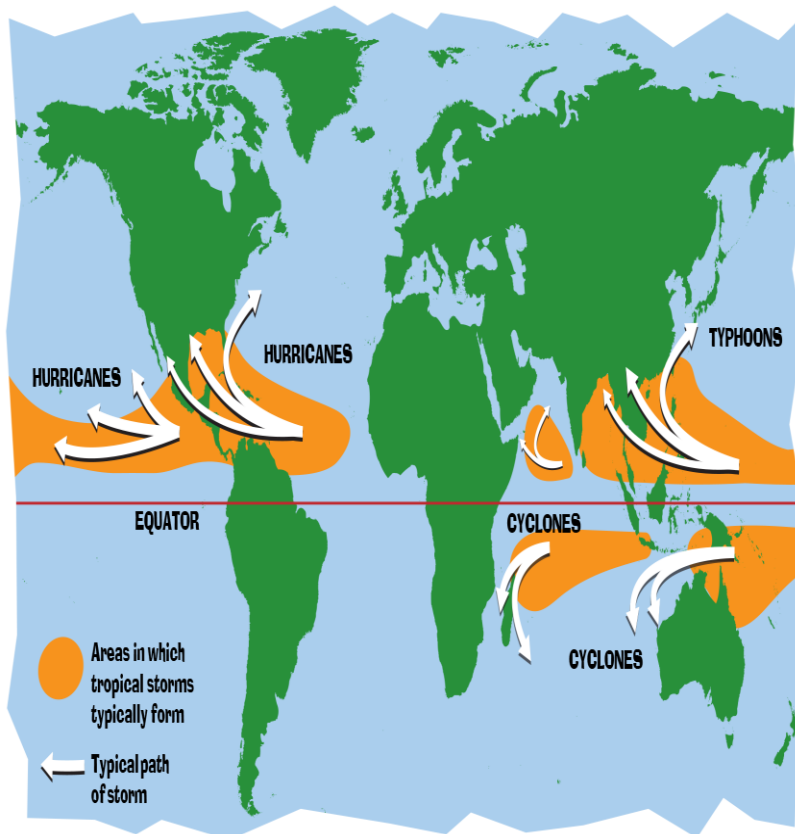 TYPHOONS
HURRICANES
HURRICANES
EQUATOR
CYCLONES
CYCLONES
Areas in which
tropical storms
typically form
Typical path
of storm